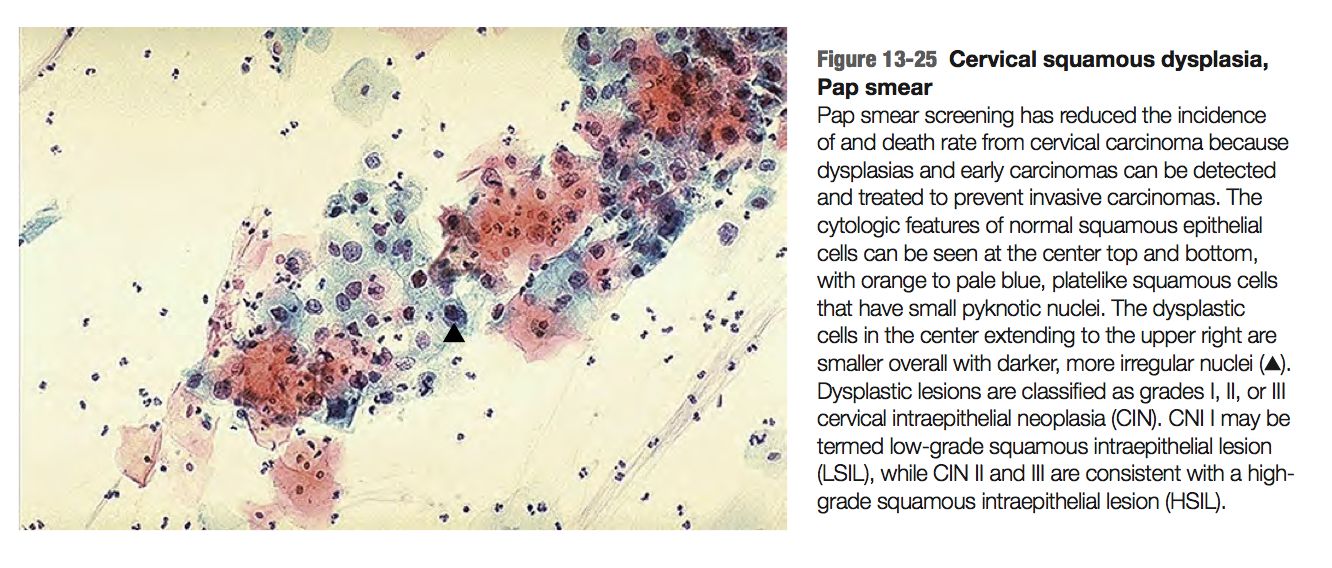 Figure 13-25 Cervical squamous dysplasia,
Pap smear
Pap smear screening has reduced the incidence
of and death rate from cervical carcinoma because
dysplasias and early carcinomas can be detected
and treated to prevent invasive carcinomas. The
cytologic features of normal squamous epithelial
cells can be seen at the center top and bottom,
with orange to pale blue, platelike squamous cells
that have small pyknotic nuclei. The dysplastic
cells in the center extending to the upper right are
smaller overall with darker, more irregular nuclei (▲).
Dysplastic lesions are classified as grades I, II, or III
cervical intraepithelial neoplasia (CIN). CNI I may be
termed low-grade squamous intraepithelial lesion
(LSIL), while CIN II and III are consistent with a high-
grade squamous intraepithelial lesion (HSIL).